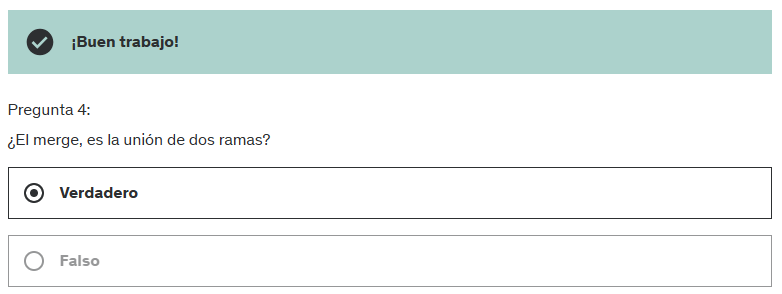 ¡Buen trabajo!
Pregunta 4:
¿El merge, es la unión de dos ramas?
Verdadero
Falso